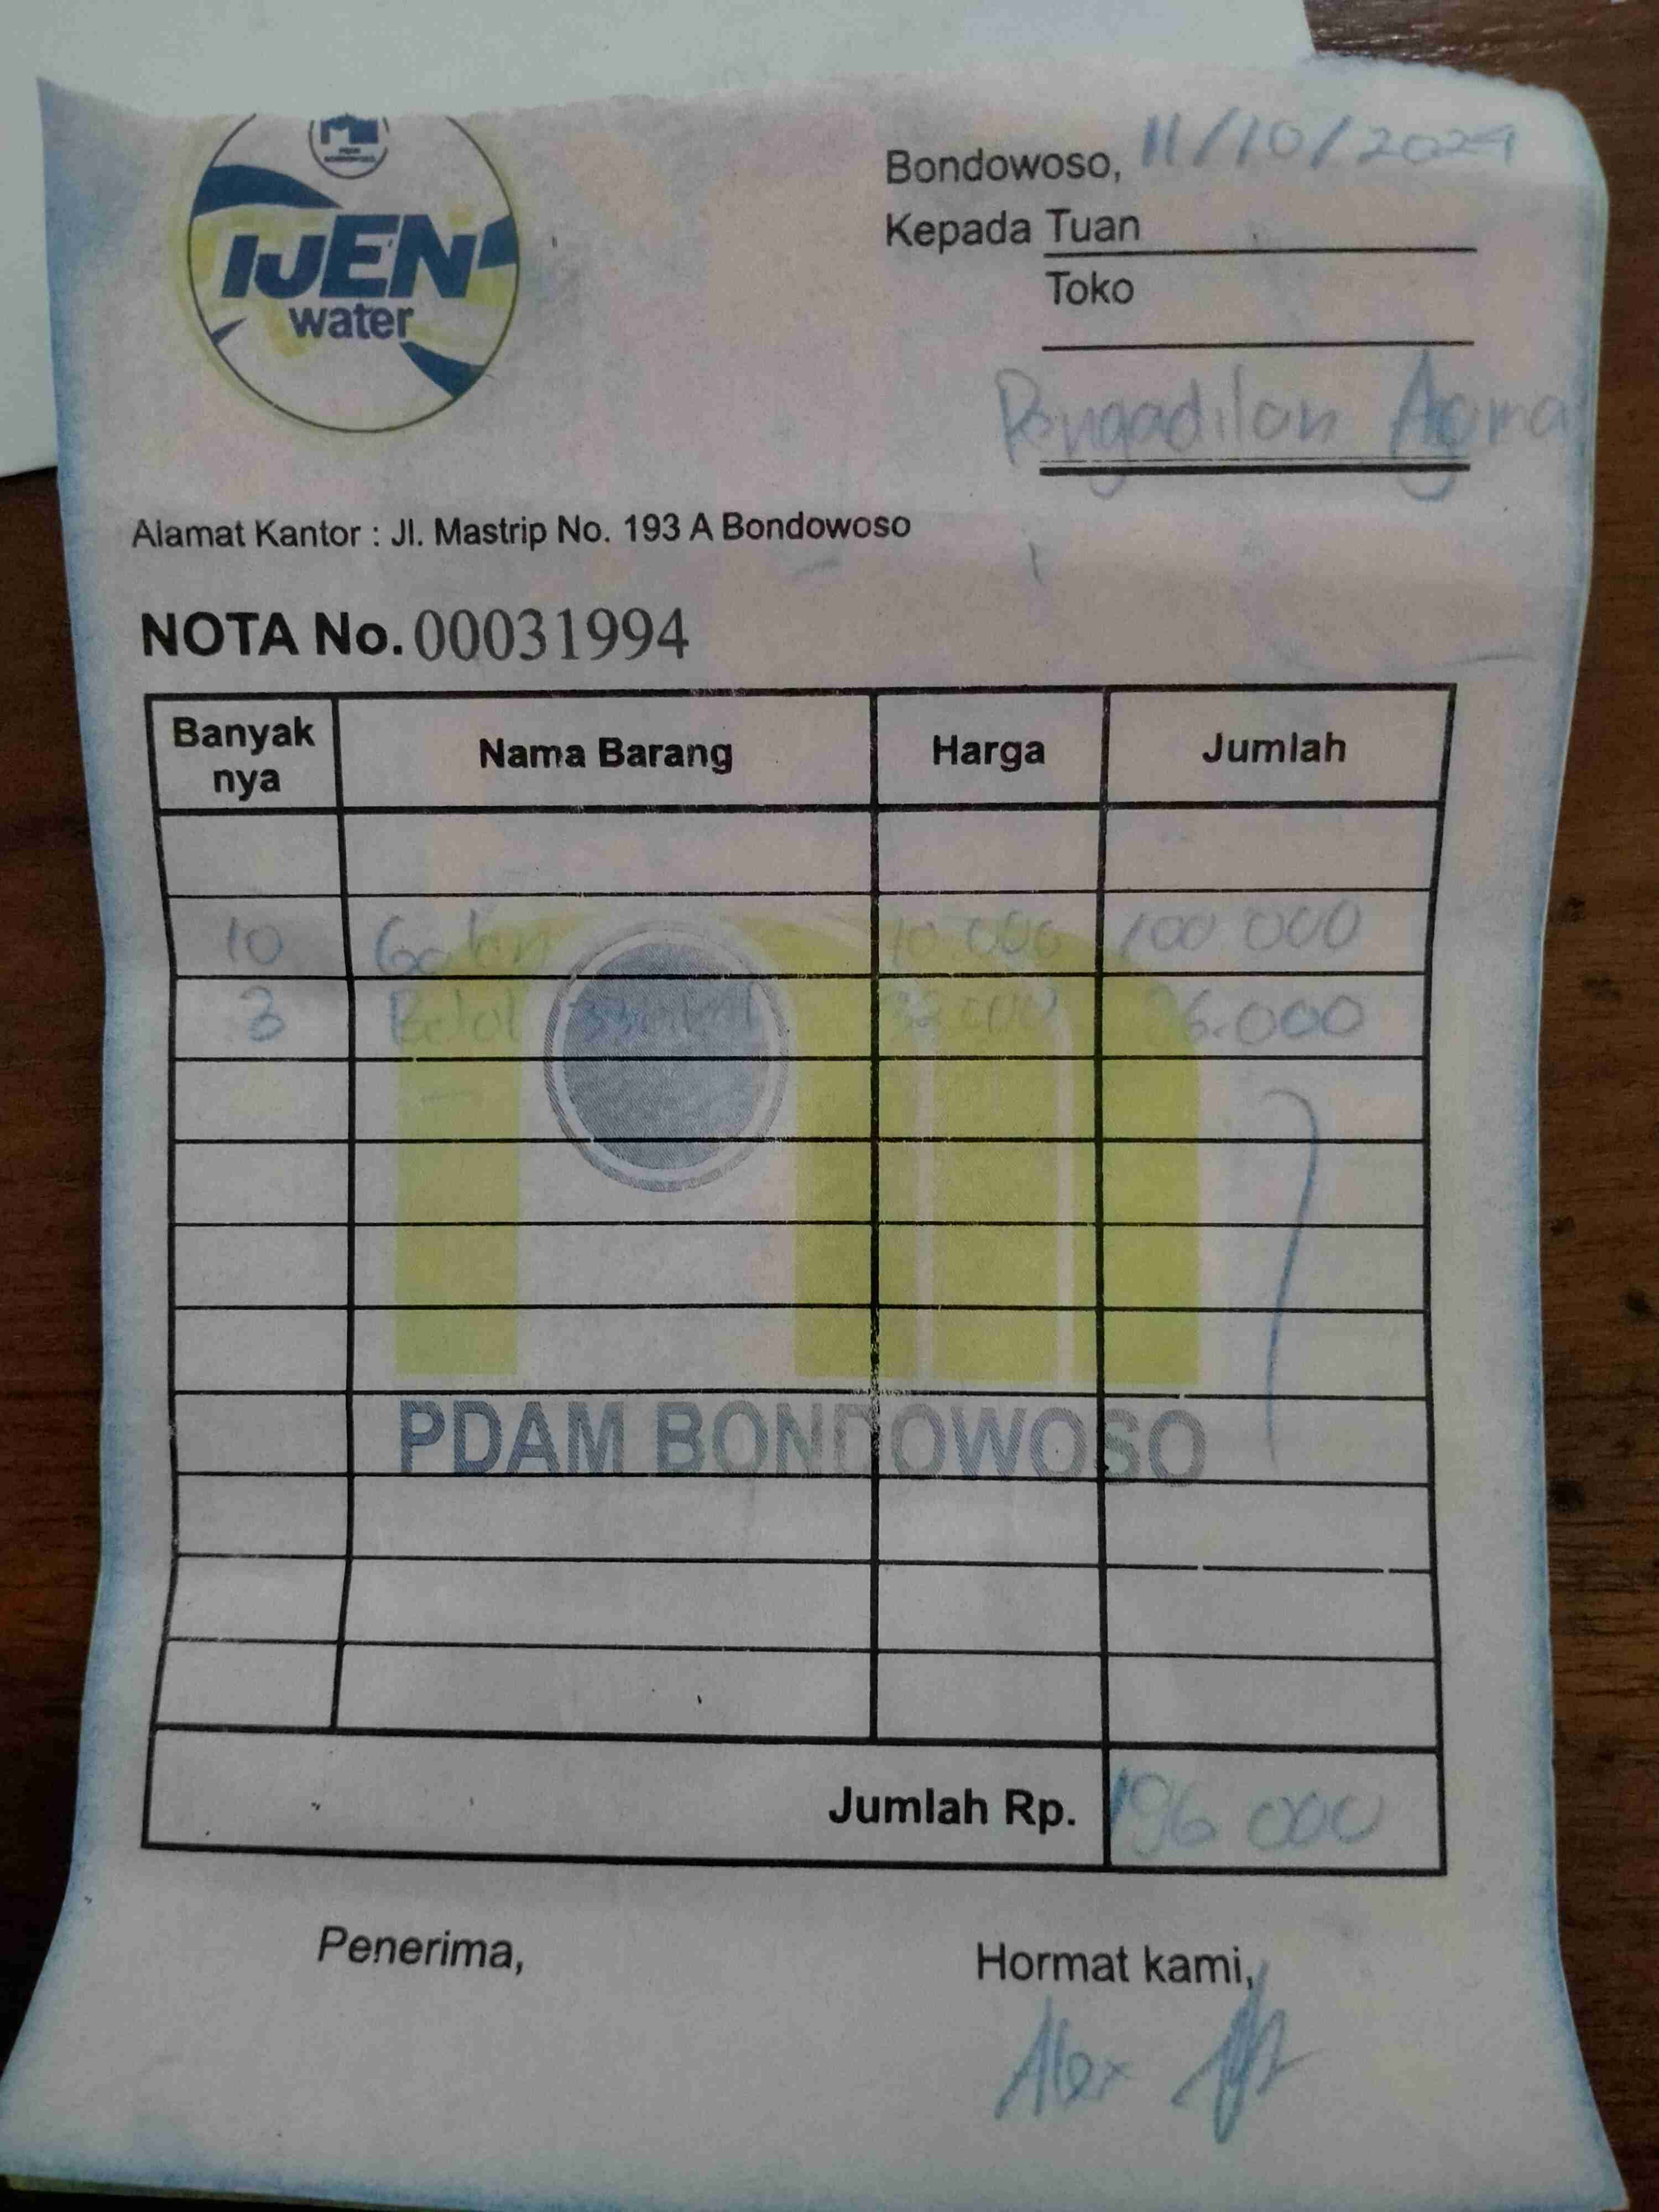 IJEN
water
Bondowoso, 11/10/2024
Kepada Tuan
Toko
Pengadilan Agama
Alamat Kantor : Jl. Mastrip No. 193 A Bondowoso
NOTA No. 00031994
Banyak nya Nama Barang Harga Jumlah
10 Galon 10.000 100 000
3 Botol 330 ml 32.000 96.000
PDAM BONDOWOSO
Jumlah Rp. 196 000
Penerima, Hormat kami,
Alex